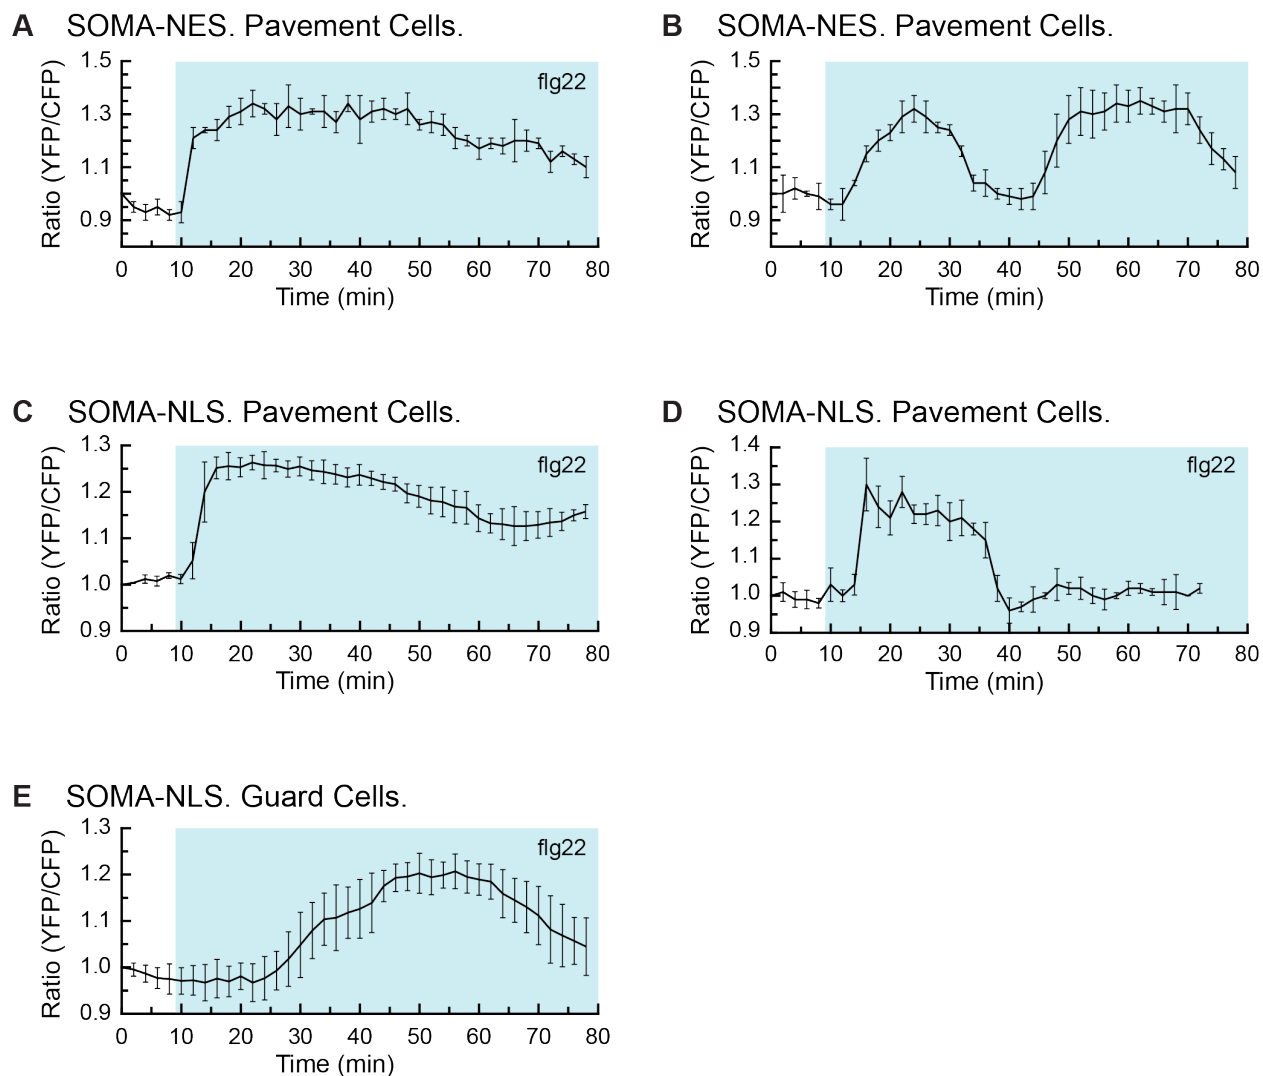 A SOMA-NES. Pavement Cells.
1.5
1.3
1.1
0.9
Ratio (YFP/CFP)
flg22
0 10 20 30 40 50 60 70 80
Time (min)
B SOMA-NES. Pavement Cells.
1.5
1.3
1.1
0.9
Ratio (YFP/CFP)
0 10 20 30 40 50 60 70 80
Time (min)
C SOMA-NLS. Pavement Cells.
1.3
1.2
1.1
1.0
0.9
Ratio (YFP/CFP)
flg22
0 10 20 30 40 50 60 70 80
Time (min)
D SOMA-NLS. Pavement Cells.
1.4
1.3
1.2
1.1
1.0
0.9
Ratio (YFP/CFP)
flg22
0 10 20 30 40 50 60 70 80
Time (min)
E SOMA-NLS. Guard Cells.
1.3
1.2
1.1
1.0
0.9
Ratio (YFP/CFP)
flg22
0 10 20 30 40 50 60 70 80
Time (min)